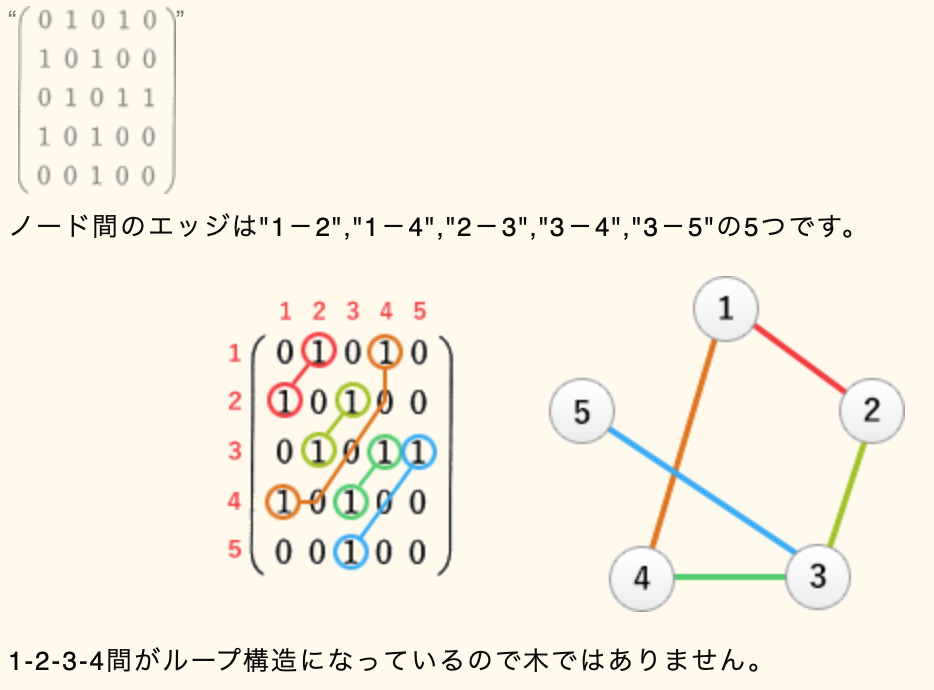 “( 0 1 0 1 0 )”
1 0 1 0 0
0 1 0 1 1
1 0 1 0 0
0 0 1 0 0
ノード間のエッジは"1−2","1−4","2−3","3−4","3−5"の5つです。
1 2 3 4 5
1 0 1 0 1 0
2 1 0 1 0 0
3 0 1 0 1 1
4 1 0 1 0 0
5 0 0 1 0 0
1
5
2
4
3
1-2-3-4間がループ構造になっているので木ではありません。